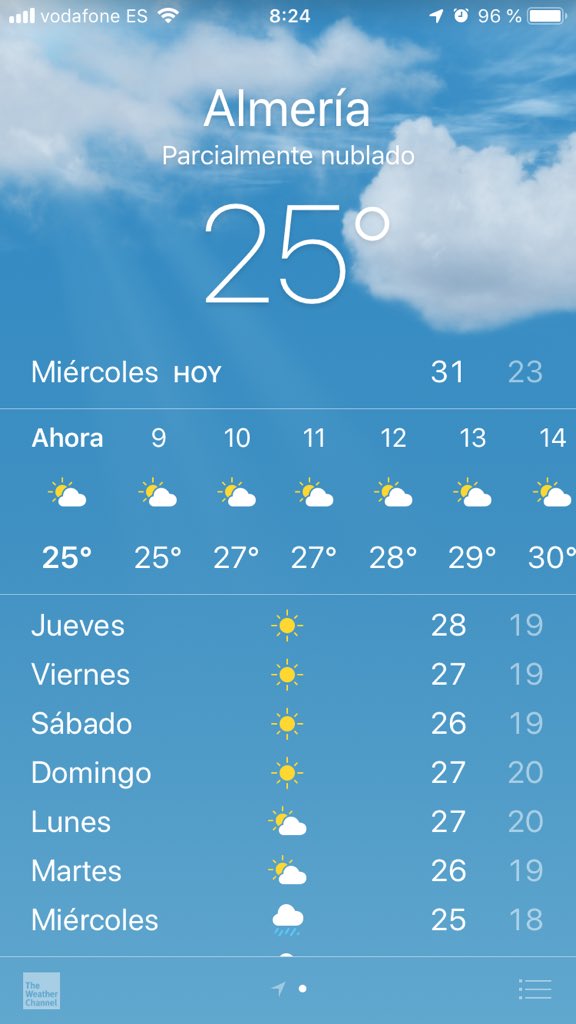 vodafone ES 8:24 96 %
Almería
Parcialmente nublado
25°
Miércoles HOY 31 23
Ahora 9 10 11 12 13 14
25° 25° 27° 27° 28° 29° 30°
Jueves 28 19
Viernes 27 19
Sábado 26 19
Domingo 27 20
Lunes 27 20
Martes 26 19
Miércoles 25 18
The
Weather
Channel